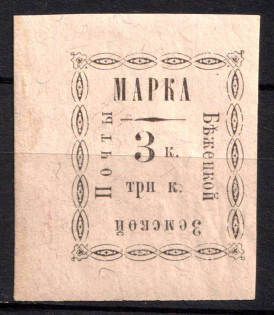 МАРКА
3 к.
три к.
Бѣжецкой
Земской
Почты